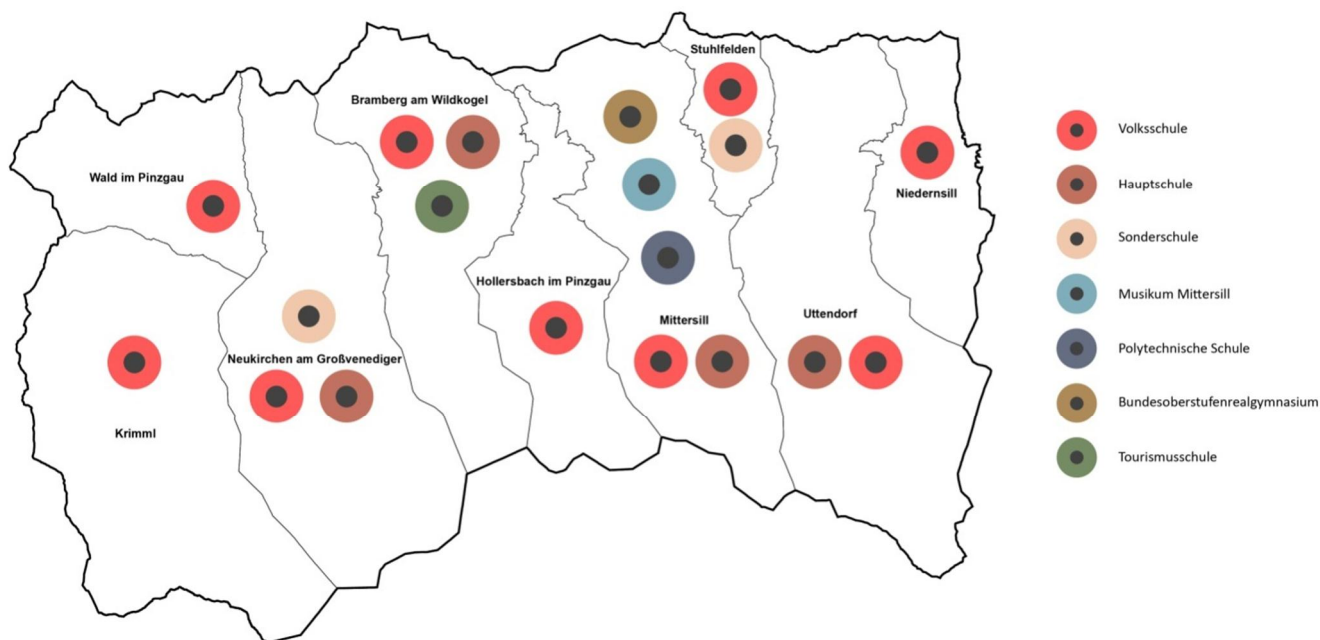 Stuhlfelden
Bramberg am Wildkogel
Wald im Pinzgau
Niedernsill
Hollersbach im Pinzgau
Mittersill
Uttendorf
Neukirchen am Großvenediger
Krimml
Volksschule
Hauptschule
Sonderschule
Musikum Mittersill
Polytechnische Schule
Bundesoberstufenrealgymnasium
Tourismusschule